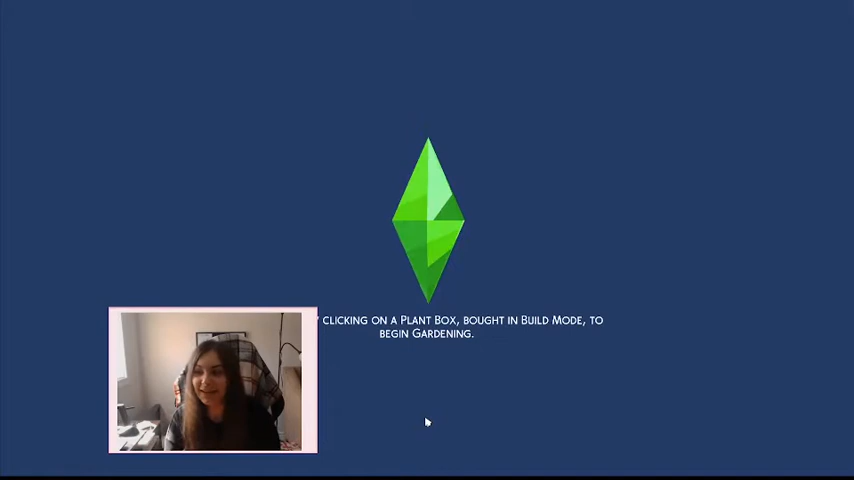 CLICKING ON A PLANT BOX, BOUGHT IN BUILD MODE, TO
BEGIN GARDENING.